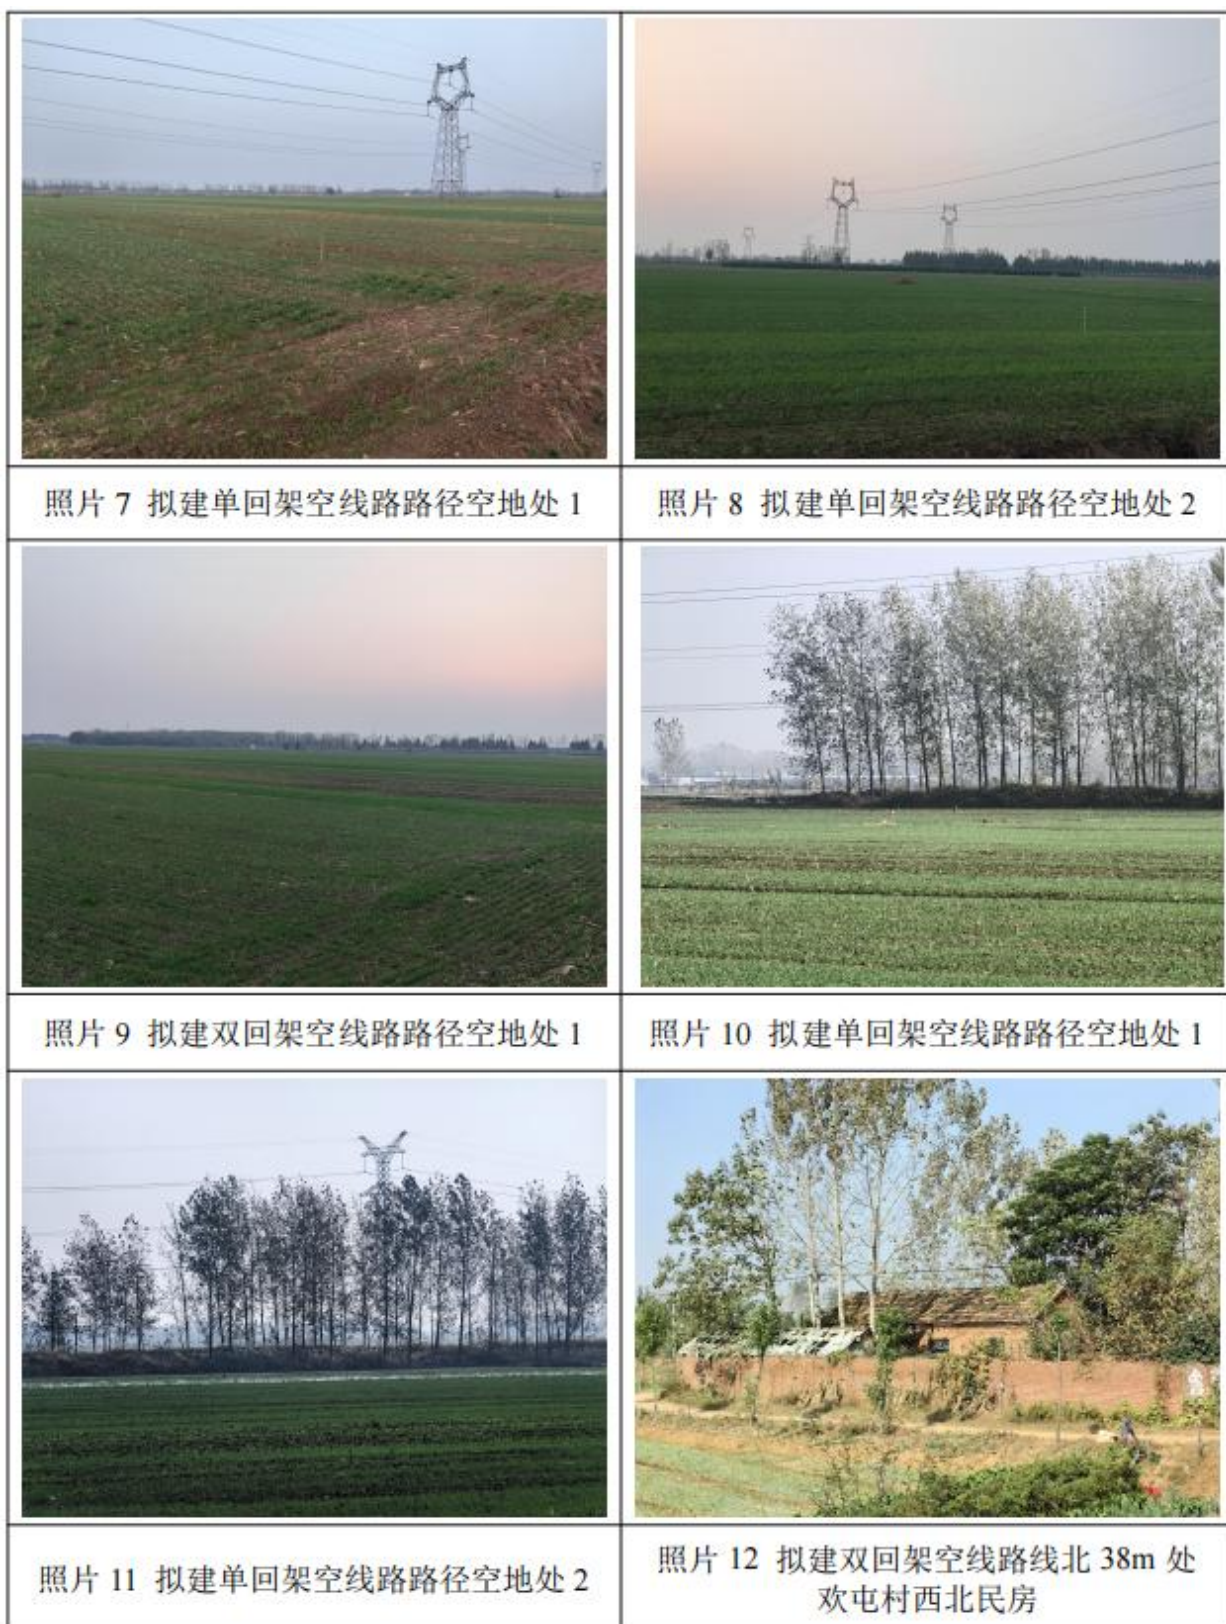 照片 7 拟建单回架空线路路径空地处 1
照片 8 拟建单回架空线路路径空地处 2
照片 9 拟建双回架空线路路径空地处 1
照片 10 拟建单回架空线路路径空地处 1
照片 11 拟建单回架空线路路径空地处 2
照片 12 拟建双回架空线路线北 38m 处
欢屯村西北民房